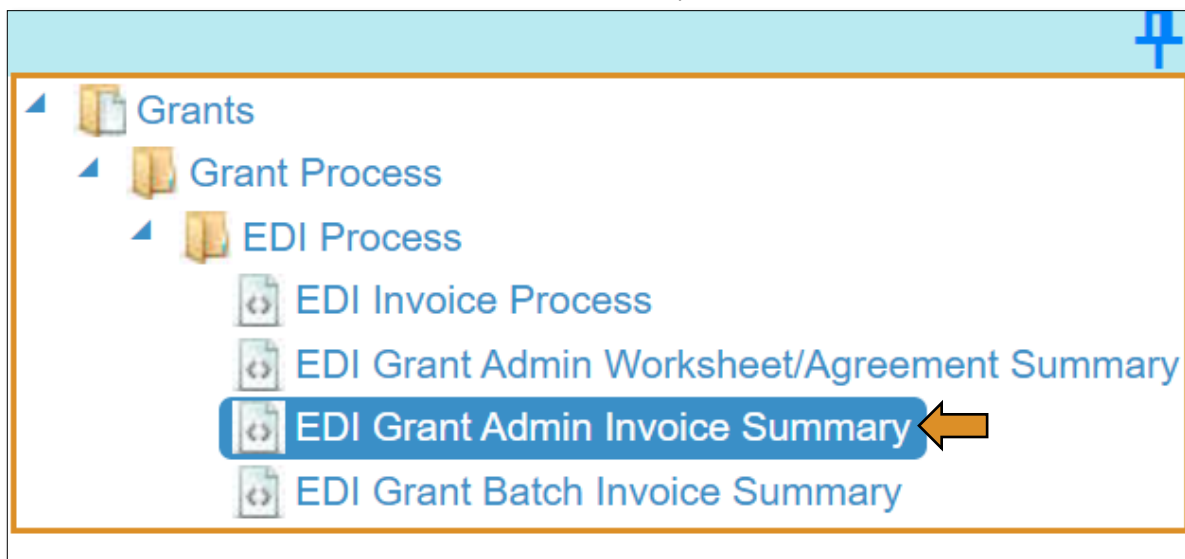 Grants
Grant Process
EDI Process
EDI Invoice Process
EDI Grant Admin Worksheet/Agreement Summary
EDI Grant Admin Invoice Summary
EDI Grant Batch Invoice Summary